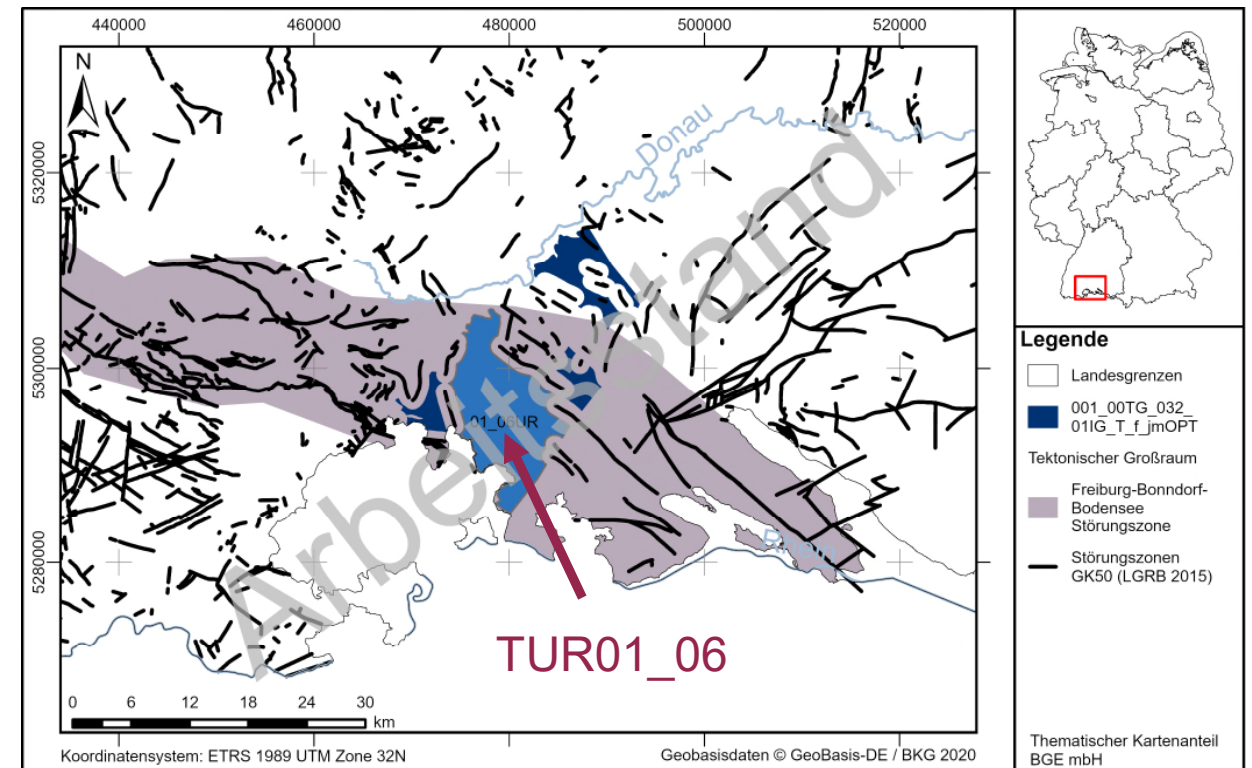 440000
460000
480000
500000
520000
N
5320000
5300000
5280000
Donau
01_06UR
Rhein
Arbeitsstand
TUR01_06
0
6
12
18
24
30
km
Koordinatensystem: ETRS 1989 UTM Zone 32N
Geobasisdaten © GeoBasis-DE / BKG 2020
Legende
Landesgrenzen
001_00TG_032_
01IG_T_f_jmOPT
Tektonischer Großraum
Freiburg-Bonndorf-
Bodensee
Störungszone
Störungszonen
GK50 (LGRB 2015)
Thematischer Kartenanteil
BGE mbH